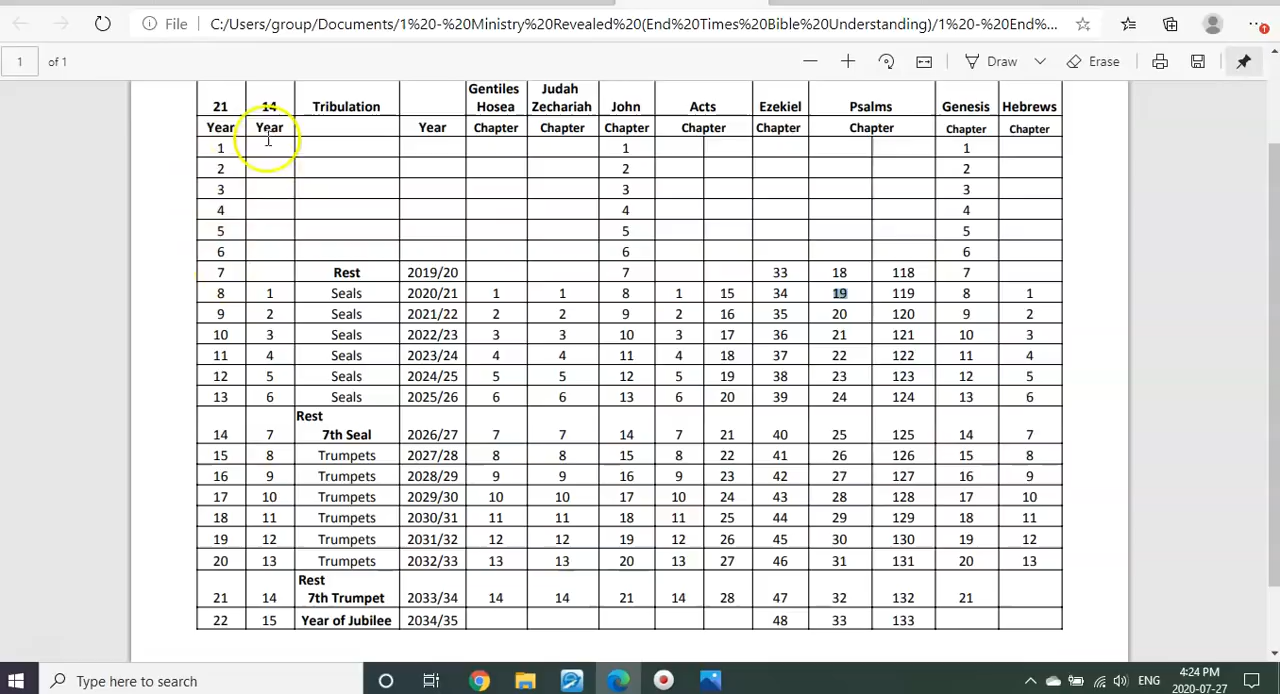 File C:/Users/group/Documents/1%20-%20Ministry%20Revealed%20(End%20Times%20Bible%20Understanding)/1%20-%20End%...
1 of 1 Draw Erase
Gentiles Judah
21 14 Tribulation Hosea Zechariah John Acts Ezekiel Psalms Genesis Hebrews
Year Year Year Chapter Chapter Chapter Chapter Chapter Chapter Chapter Chapter
1 1 1
2 2 2
3 3 3
4 4 4
5 5 5
6 6 6
7 Rest 2019/20 7 33 18 118 7
8 1 Seals 2020/21 1 1 8 1 15 34 19 119 8 1
9 2 Seals 2021/22 2 2 9 2 16 35 20 120 9 2
10 3 Seals 2022/23 3 3 10 3 17 36 21 121 10 3
11 4 Seals 2023/24 4 4 11 4 18 37 22 122 11 4
12 5 Seals 2024/25 5 5 12 5 19 38 23 123 12 5
13 6 Seals 2025/26 6 6 13 6 20 39 24 124 13 6
Rest
14 7 7th Seal 2026/27 7 7 14 7 21 40 25 125 14 7
15 8 Trumpets 2027/28 8 8 15 8 22 41 26 126 15 8
16 9 Trumpets 2028/29 9 9 16 9 23 42 27 127 16 9
17 10 Trumpets 2029/30 10 10 17 10 24 43 28 128 17 10
18 11 Trumpets 2030/31 11 11 18 11 25 44 29 129 18 11
19 12 Trumpets 2031/32 12 12 19 12 26 45 30 130 19 12
20 13 Trumpets 2032/33 13 13 20 13 27 46 31 131 20 13
Rest
21 14 7th Trumpet 2033/34 14 14 21 14 28 47 32 132 21
22 15 Year of Jubilee 2034/35 48 33 133
4:24 PM
Type here to search ENG
2020-07-27